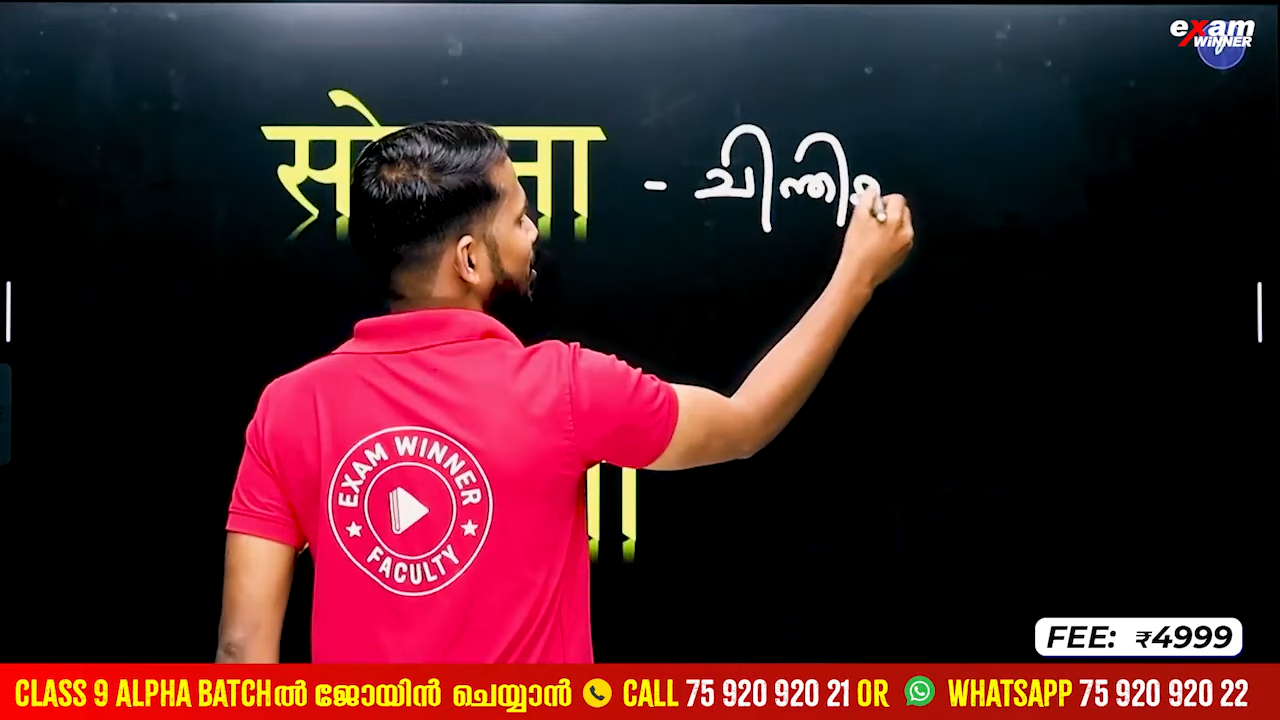 exam
WINNER
- ചിന്തി
EXAM WINNER
FACULTY
FEE: ₹4999
CLASS 9 ALPHA BATCHൽ ജോയിൻ ചെയ്യാൻ CALL 75 920 920 21 OR WHATSAPP 75 920 920 22